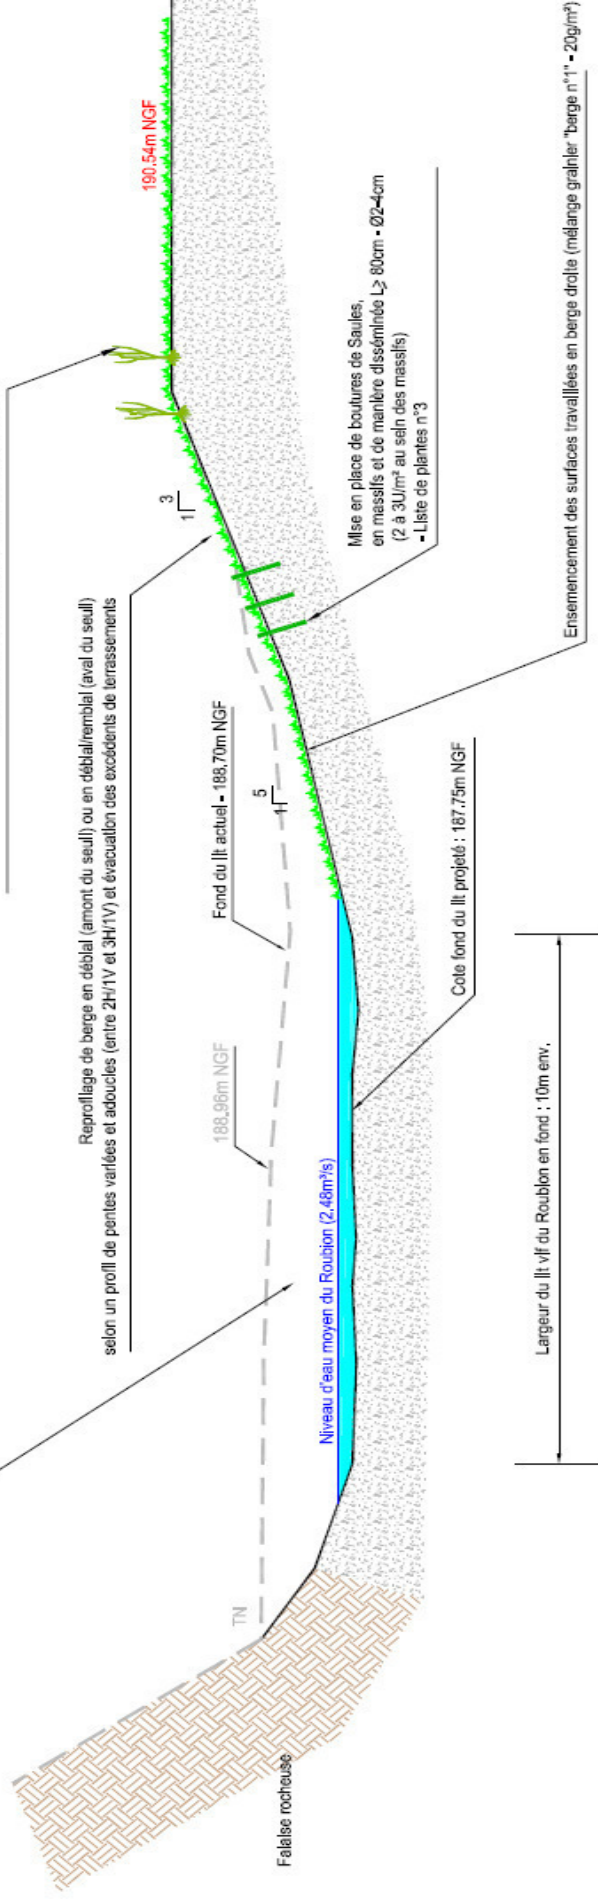 Reprofilage de berge en déblai (amont du seuil) ou en déblai/remblai (aval du seuil)
selon un profil de pentes variées et adoucies (entre 2H/1V et 3H/1V) et évacuation des excédents de terrassements
190.54m NGF
3
1
Fond du lit actuel - 188.70m NGF
5
1
188.96m NGF
TN
Niveau d'eau moyen du Roubion (2,48m³/s)
Falaise rocheuse
Mise en place de boutures de Saules,
en massifs et de manière disséminée L≥ 80cm - Ø2-4cm
(2 à 3U/m² au sein des massifs)
- Liste de plantes n°3
Cote fond du lit projeté : 187.75m NGF
Largeur du lit vif du Roubion en fond : 10m env.
Ensemencement des surfaces travaillées en berge droite (mélange grainier "berge n°1" - 20g/m²)